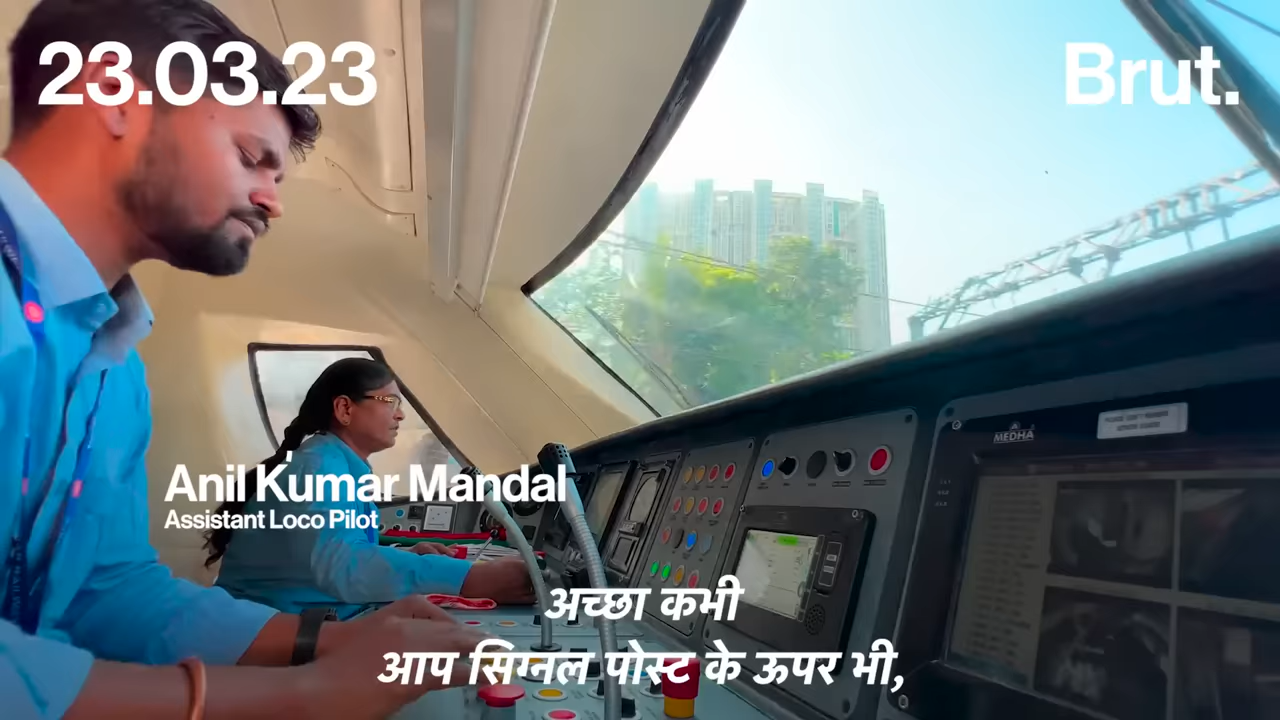 23.03.23
Brut.
MEDHA
Anil Kumar Mandal
Assistant Loco Pilot
अच्छा कभी
आप सिग्नल पोस्ट के ऊपर भी,